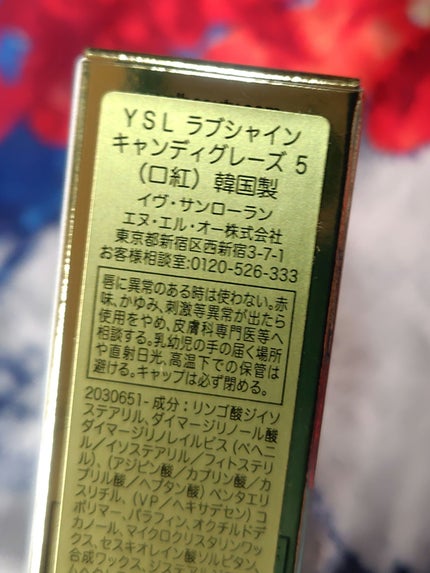 YSL ラブシャイン
キャンディグレーズ 5
（口紅）韓国製
イヴ・サンローラン
エヌ・エル・オー株式会社
東京都新宿区西新宿3-7-1
お客様相談室:0120-526-333
唇に異常のある時は使わない。赤
味、かゆみ、刺激等異常が出たら
使用をやめ、皮膚科専門医等へ
相談する。乳幼児の手の届く場所
や直射日光、高温下での保管は
避ける。キャップは必ず閉める。
2030651-成分：リンゴ酸ジイソ
ステアリル、ダイマージリノール酸
ダイマージリノレイルビス（ベヘニ
ル／イソステアリル／フィトステリ
ル）、（アジピン酸／カプリン酸／カ
プリル酸／ヘプタン酸）ペンタエリ
スリチル、（VP／ヘキサデセン）コ
ポリマー、パラフィン、オクチルドデ
カノール、マイクロクリスタリンワッ
クス、セスキオレイン酸ソルビタン、
合成ワックス、